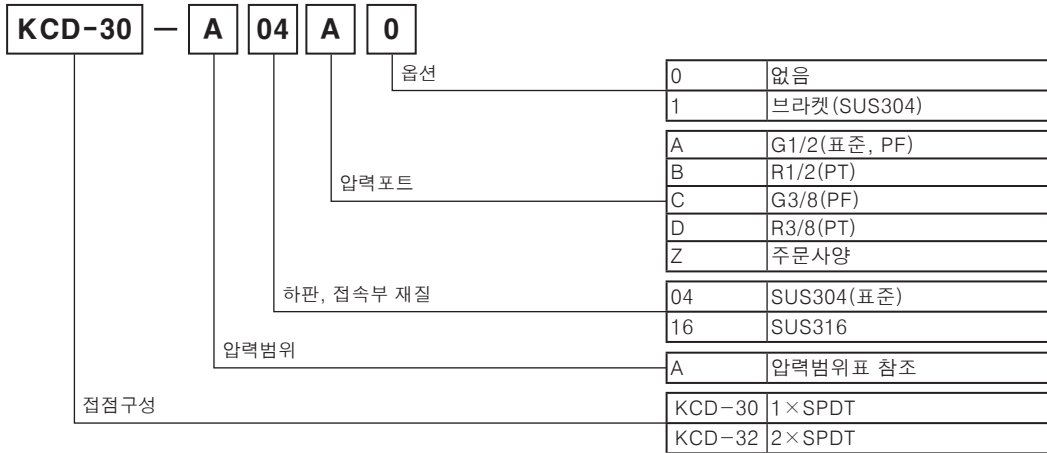 KCD-30 － A 04 A 0
옵션
0 없음
1 브라켓(SUS304)
압력포트
A G1/2(표준, PF)
B R1/2(PT)
C G3/8(PF)
D R3/8(PT)
Z 주문사양
하판, 접속부 재질
04 SUS304(표준)
16 SUS316
압력범위
A 압력범위표 참조
접점구성
KCD－30 1×SPDT
KCD－32 2×SPDT